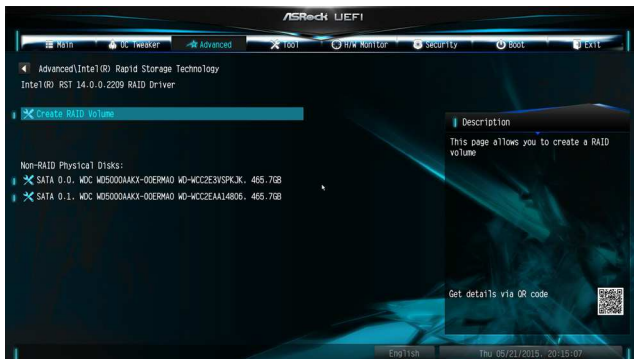 ASRock UEFI
Main OC Tweaker Advanced Tool H/W Monitor Security Boot Exit
Advanced\Intel(R) Rapid Storage Technology
Intel(R) RST 14.0.0.2209 RAID Driver
Create RAID Volume
Non-RAID Physical Disks:
SATA 0.0. WDC WD5000AAKX-00ERMA0 WD-WCC2E3VSPKJK. 465.7GB
SATA 0.1. WDC WD5000AAKX-00ERMA0 WD-WCC2EAA14806. 465.7GB
Description
This page allows you to create a RAID
volume
Get details via QR code
English
Thu 05/21/2015. 20:15:07